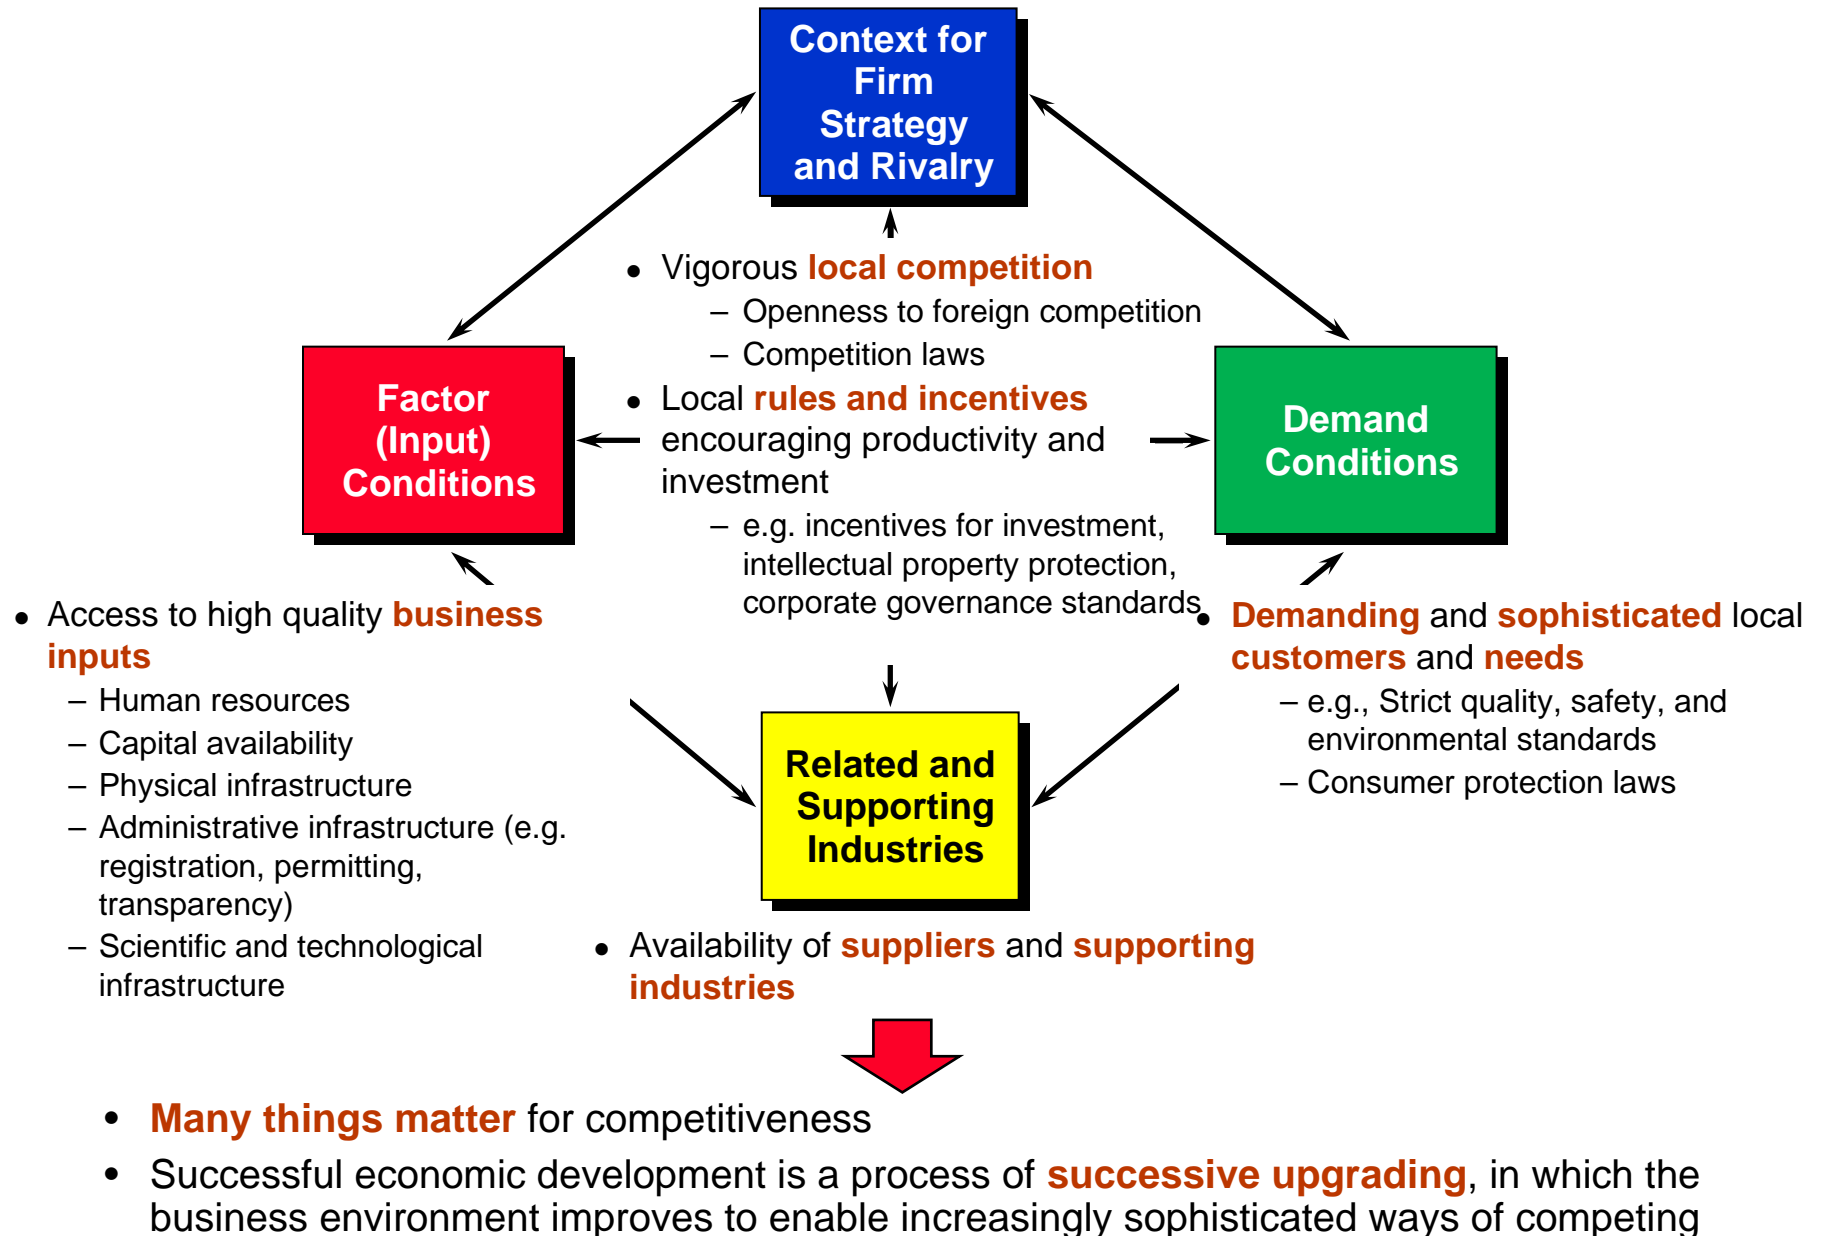 Context for
Firm
Strategy
and Rivalry
• Vigorous local competition
– Openness to foreign competition
– Competition laws
• Local rules and incentives
encouraging productivity and
investment
– e.g. incentives for investment,
intellectual property protection,
corporate governance standards
Factor
(Input)
Conditions
Demand
Conditions
• Access to high quality business
inputs
– Human resources
– Capital availability
– Physical infrastructure
– Administrative infrastructure (e.g.
registration, permitting,
transparency)
– Scientific and technological
infrastructure
• Demanding and sophisticated local
customers and needs
– e.g., Strict quality, safety, and
environmental standards
– Consumer protection laws
Related and
Supporting
Industries
• Availability of suppliers and supporting
industries
• Many things matter for competitiveness
• Successful economic development is a process of successive upgrading, in which the
business environment improves to enable increasingly sophisticated ways of competing